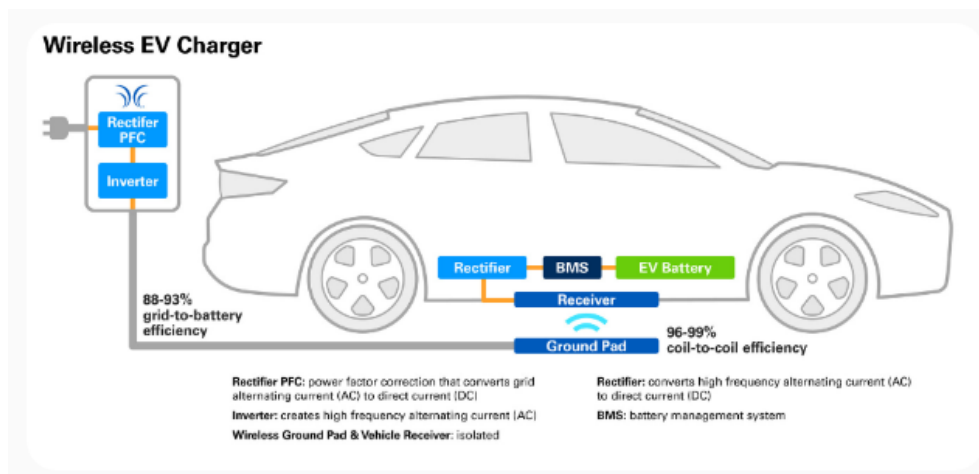 Wireless EV Charger
Rectifer
PFC
Inverter
88-93%
grid-to-battery
efficiency
Rectifier
BMS
EV Battery
Receiver
Ground Pad
96-99%
coil-to-coil efficiency
Rectifier PFC: power factor correction that converts grid
alternating current (AC) to direct current (DC)
Inverter: creates high frequency alternating current (AC)
Wireless Ground Pad & Vehicle Receiver: isolated
Rectifier: converts high frequency alternating current (AC)
to direct current (DC)
BMS: battery management system